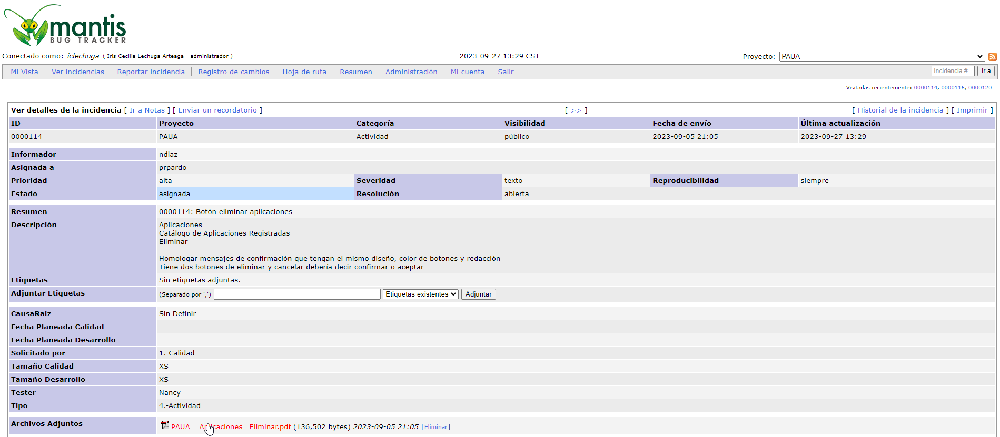 mantis
BUG TRACKER
Conectado como: iclechuga ( Iris Cecilia Lechuga Arteaga - administrador ) 2023-09-27 13:29 CST Proyecto: PAUA
Mi Vista Ver incidencias Reportar incidencia Registro de cambios Hoja de ruta Resumen Administración Mi cuenta Salir Incidencia # Ir a
Visitadas recientemente: 0000114, 0000116, 0000120
Ver detalles de la incidencia [ Ir a Notas ] [ Enviar un recordatorio ] [ >> ] [ Historial de la incidencia ] [ Imprimir ]
ID Proyecto Categoría Visibilidad Fecha de envío Última actualización
0000114 PAUA Actividad público 2023-09-05 21:05 2023-09-27 13:29
Informador ndiaz
Asignada a prpardo
Prioridad alta Severidad texto Reproducibilidad siempre
Estado asignada Resolución abierta
Resumen 0000114: Botón eliminar aplicaciones
Descripción Aplicaciones
Catálogo de Aplicaciones Registradas
Eliminar
Homologar mensajes de confirmación que tengan el mismo diseño, color de botones y redacción
Tiene dos botones de eliminar y cancelar debería decir confirmar o aceptar
Etiquetas Sin etiquetas adjuntas.
Adjuntar Etiquetas (Separado por ',') Etiquetas existentes Adjuntar
CausaRaiz Sin Definir
Fecha Planeada Calidad
Fecha Planeada Desarrollo
Solicitado por 1.-Calidad
Tamaño Calidad XS
Tamaño Desarrollo XS
Tester Nancy
Tipo 4.-Actividad
Archivos Adjuntos PAUA _ Aplicaciones _Eliminar.pdf (136,502 bytes) 2023-09-05 21:05 [Eliminar]